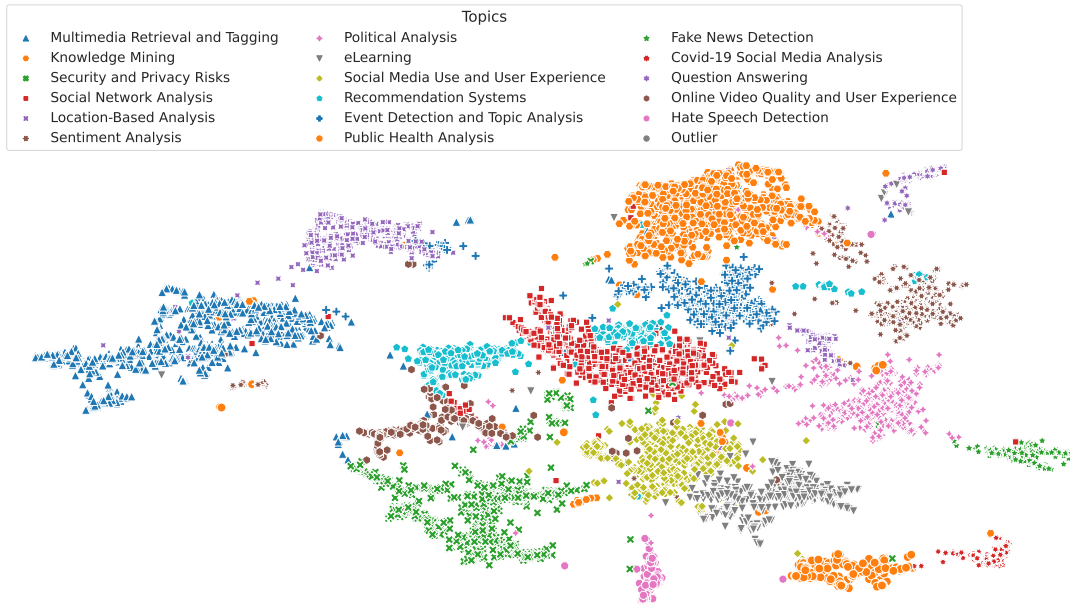 Topics
Multimedia Retrieval and Tagging
Knowledge Mining
Security and Privacy Risks
Social Network Analysis
Location-Based Analysis
Sentiment Analysis
Political Analysis
eLearning
Social Media Use and User Experience
Recommendation Systems
Event Detection and Topic Analysis
Public Health Analysis
Fake News Detection
Covid-19 Social Media Analysis
Question Answering
Online Video Quality and User Experience
Hate Speech Detection
Outlier